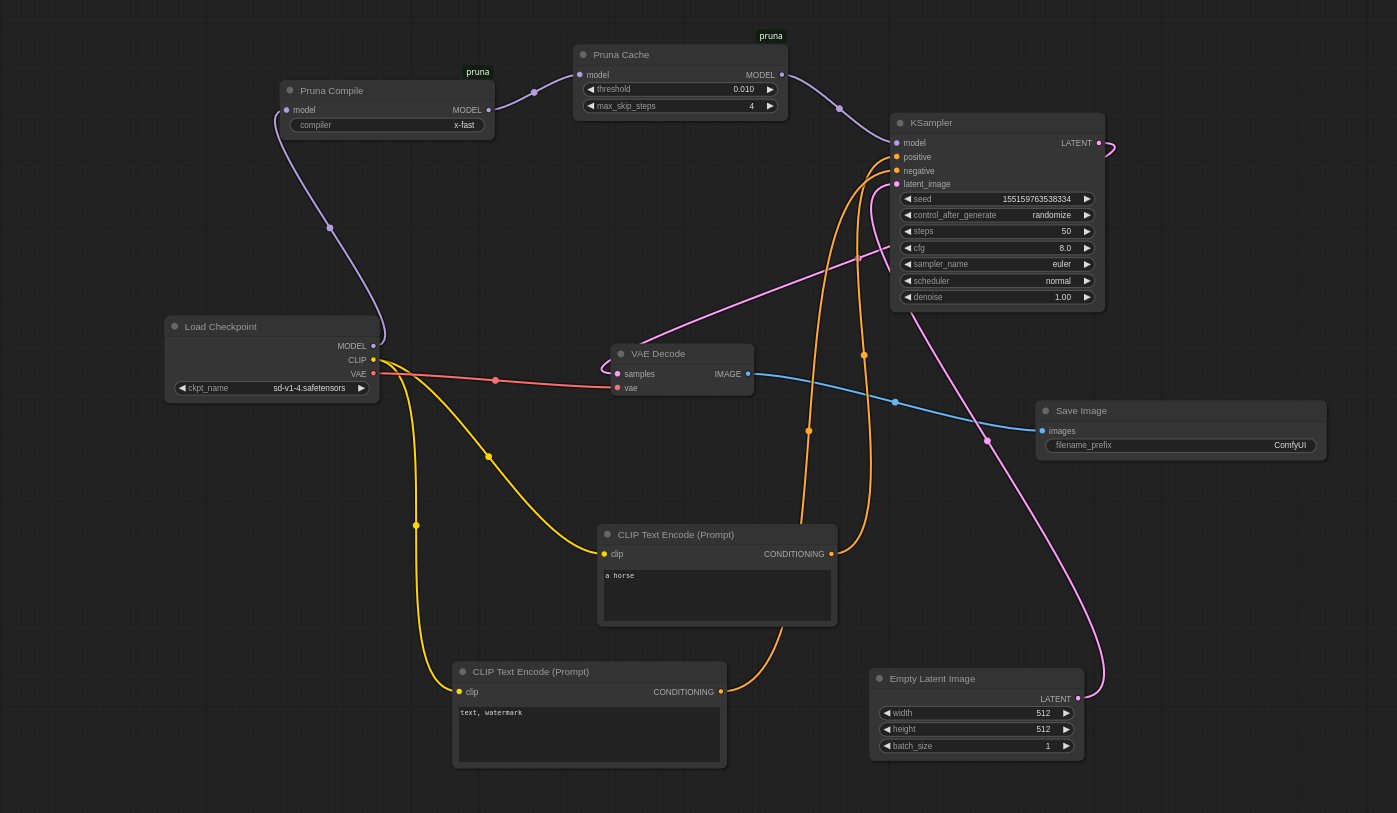 pruna
Pruna Cache
model MODEL
threshold 0.010
max_skip_steps 4
pruna
Pruna Compile
model MODEL
compiler x-fast
KSampler
model LATENT
positive
negative
latent_image
seed 155159763538334
control_after_generate randomize
steps 50
cfg 8.0
sampler_name euler
scheduler normal
denoise 1.00
Load Checkpoint
MODEL
CLIP
VAE
ckpt_name sd-v1-4.safetensors
VAE Decode
samples IMAGE
vae
Save Image
images
filename_prefix ComfyUI
CLIP Text Encode (Prompt)
clip CONDITIONING
a horse
CLIP Text Encode (Prompt)
clip CONDITIONING
text, watermark
Empty Latent Image
LATENT
width 512
height 512
batch_size 1